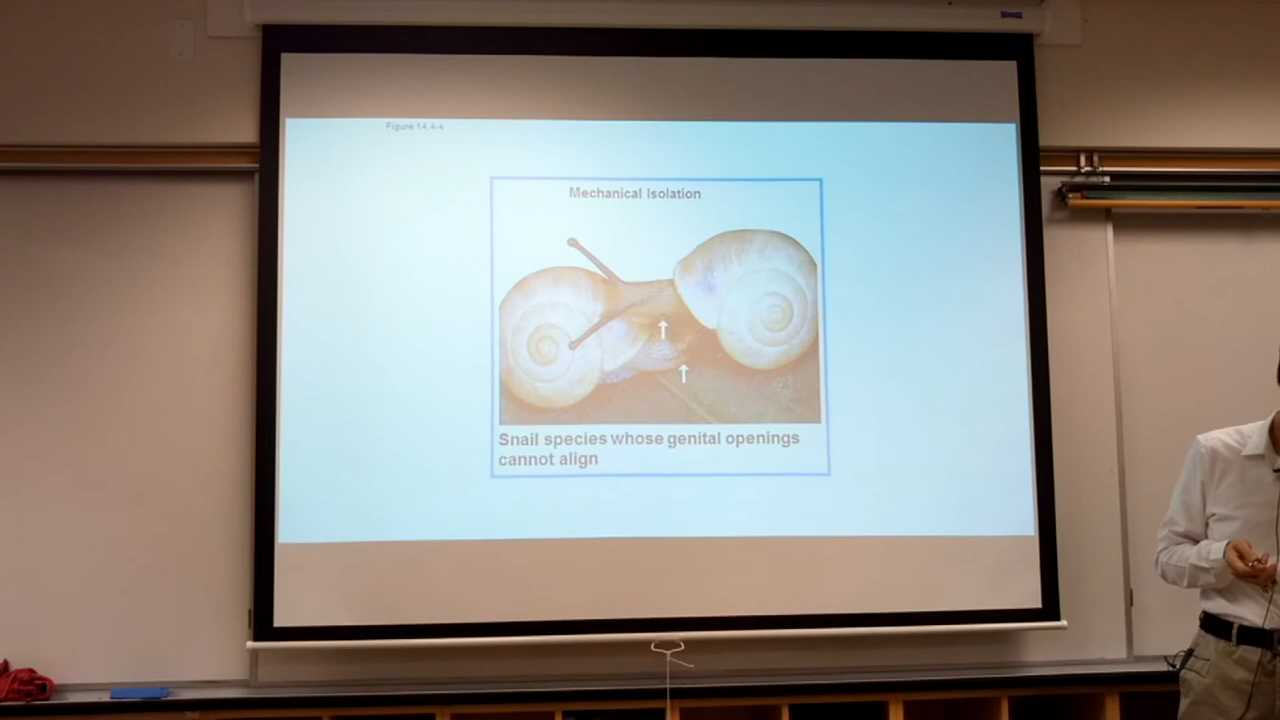 Figure 14.4-4
Mechanical Isolation
Snail species whose genital openings
cannot align